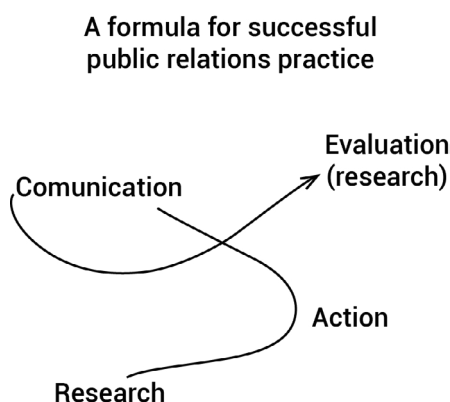 A formula for successful
public relations practice
Evaluation
(research)
Comunication
Action
Research